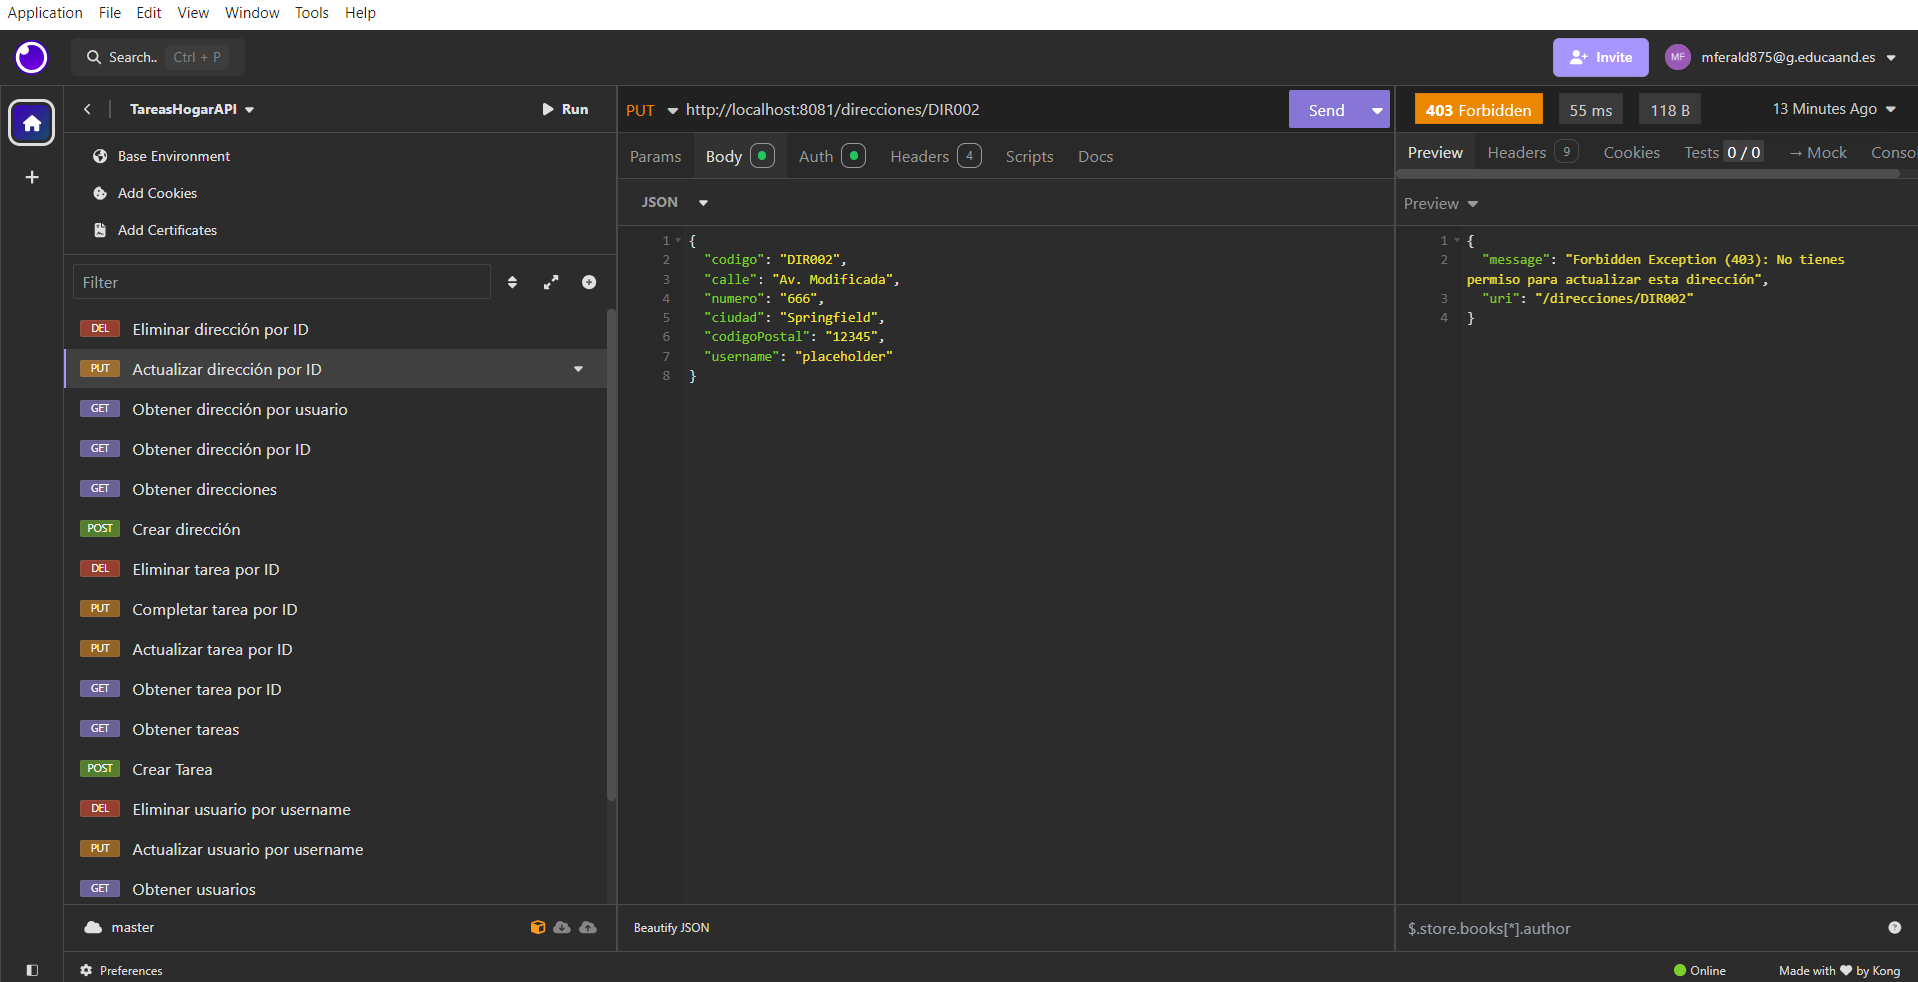 Application File Edit View Window Tools Help
Search.. Ctrl + P
Invite
MF mferald875@g.educaand.es
TareasHogarAPI
Run
Base Environment
Add Cookies
Add Certificates
Filter
DEL Eliminar dirección por ID
PUT Actualizar dirección por ID
GET Obtener dirección por usuario
GET Obtener dirección por ID
GET Obtener direcciones
POST Crear dirección
DEL Eliminar tarea por ID
PUT Completar tarea por ID
PUT Actualizar tarea por ID
GET Obtener tarea por ID
GET Obtener tareas
POST Crear Tarea
DEL Eliminar usuario por username
PUT Actualizar usuario por username
GET Obtener usuarios
master
Preferences
PUT http://localhost:8081/direcciones/DIR002 Send
Params Body Auth Headers 4 Scripts Docs
JSON
1 {
2 "codigo": "DIR002",
3 "calle": "Av. Modificada",
4 "numero": "666",
5 "ciudad": "Springfield",
6 "codigoPostal": "12345",
7 "username": "placeholder"
8 }
Beautify JSON
403 Forbidden 55 ms 118 B 13 Minutes Ago
Preview Headers 9 Cookies Tests 0 / 0 → Mock Conso
Preview
1 {
2 "message": "Forbidden Exception (403): No tienes
permiso para actualizar esta dirección",
3 "uri": "/direcciones/DIR002"
4 }
$.store.books[*].author
Online
Made with ❤ by Kong